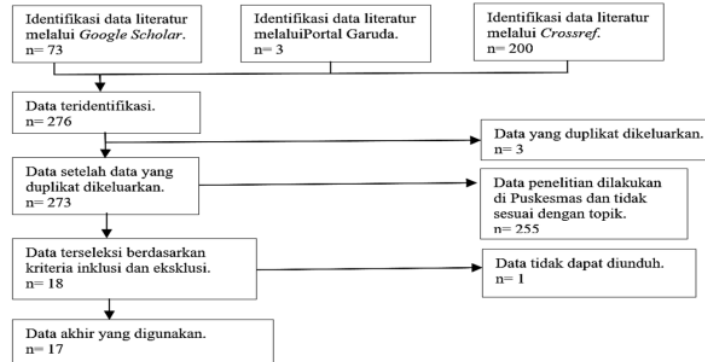 Identifikasi data literatur
melalui Google Scholar.
n= 73
Identifikasi data literatur
melaluiPortal Garuda.
n= 3
Identifikasi data literatur
melalui Crossref.
n= 200
Data teridentifikasi.
n= 276
Data yang duplikat dikeluarkan.
n= 3
Data setelah data yang
duplikat dikeluarkan.
n= 273
Data penelitian dilakukan
di Puskesmas dan tidak
sesuai dengan topik.
n= 255
Data terseleksi berdasarkan
kriteria inklusi dan eksklusi.
n= 18
Data tidak dapat diunduh.
n= 1
Data akhir yang digunakan.
n= 17